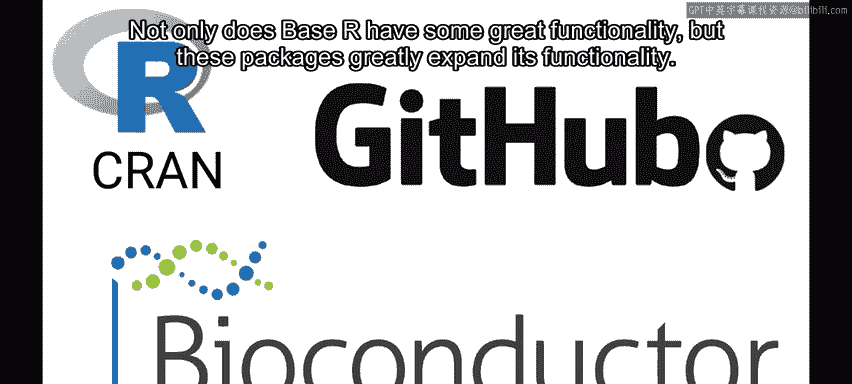 GPT中英字幕课程资源@bilibili.com
Not only does Base R have some great functionality, but
these packages greatly expand its functionality.
R
CRAN
GitHub
Bioconductor